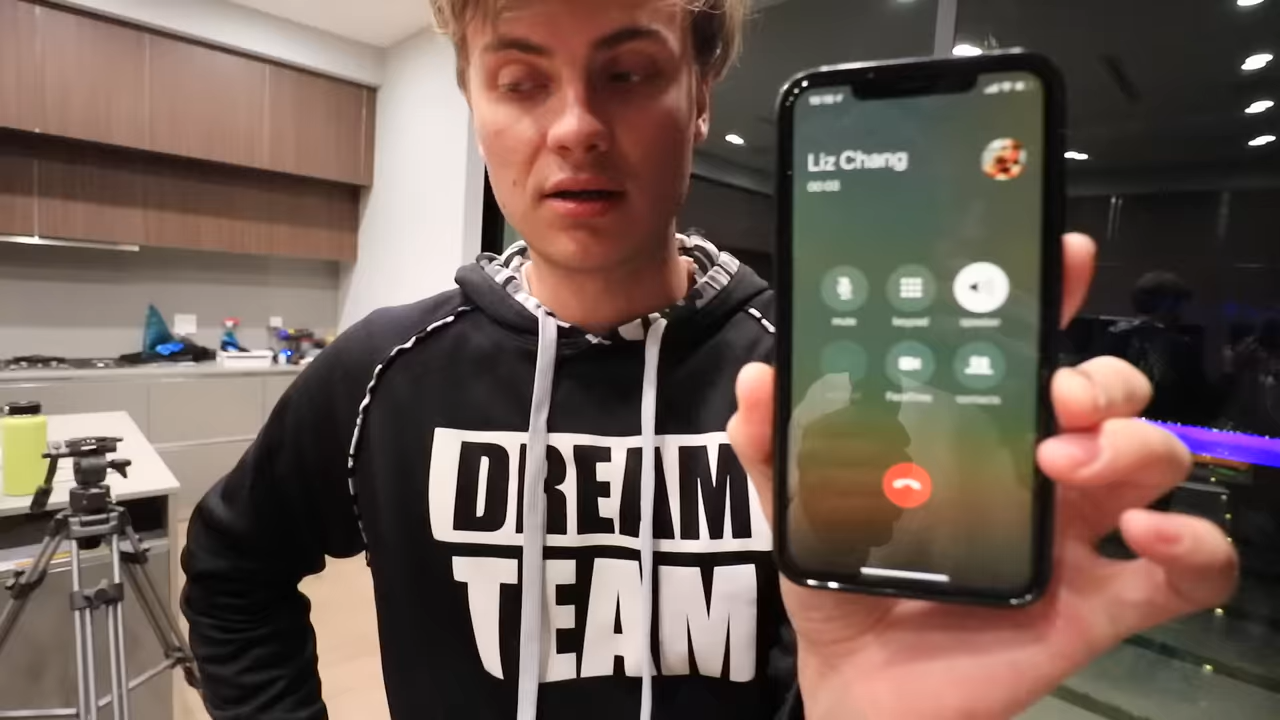 Liz Chang
00:03
mute
keypad
speaker
FaceTime
contacts
DREAM
TEAM